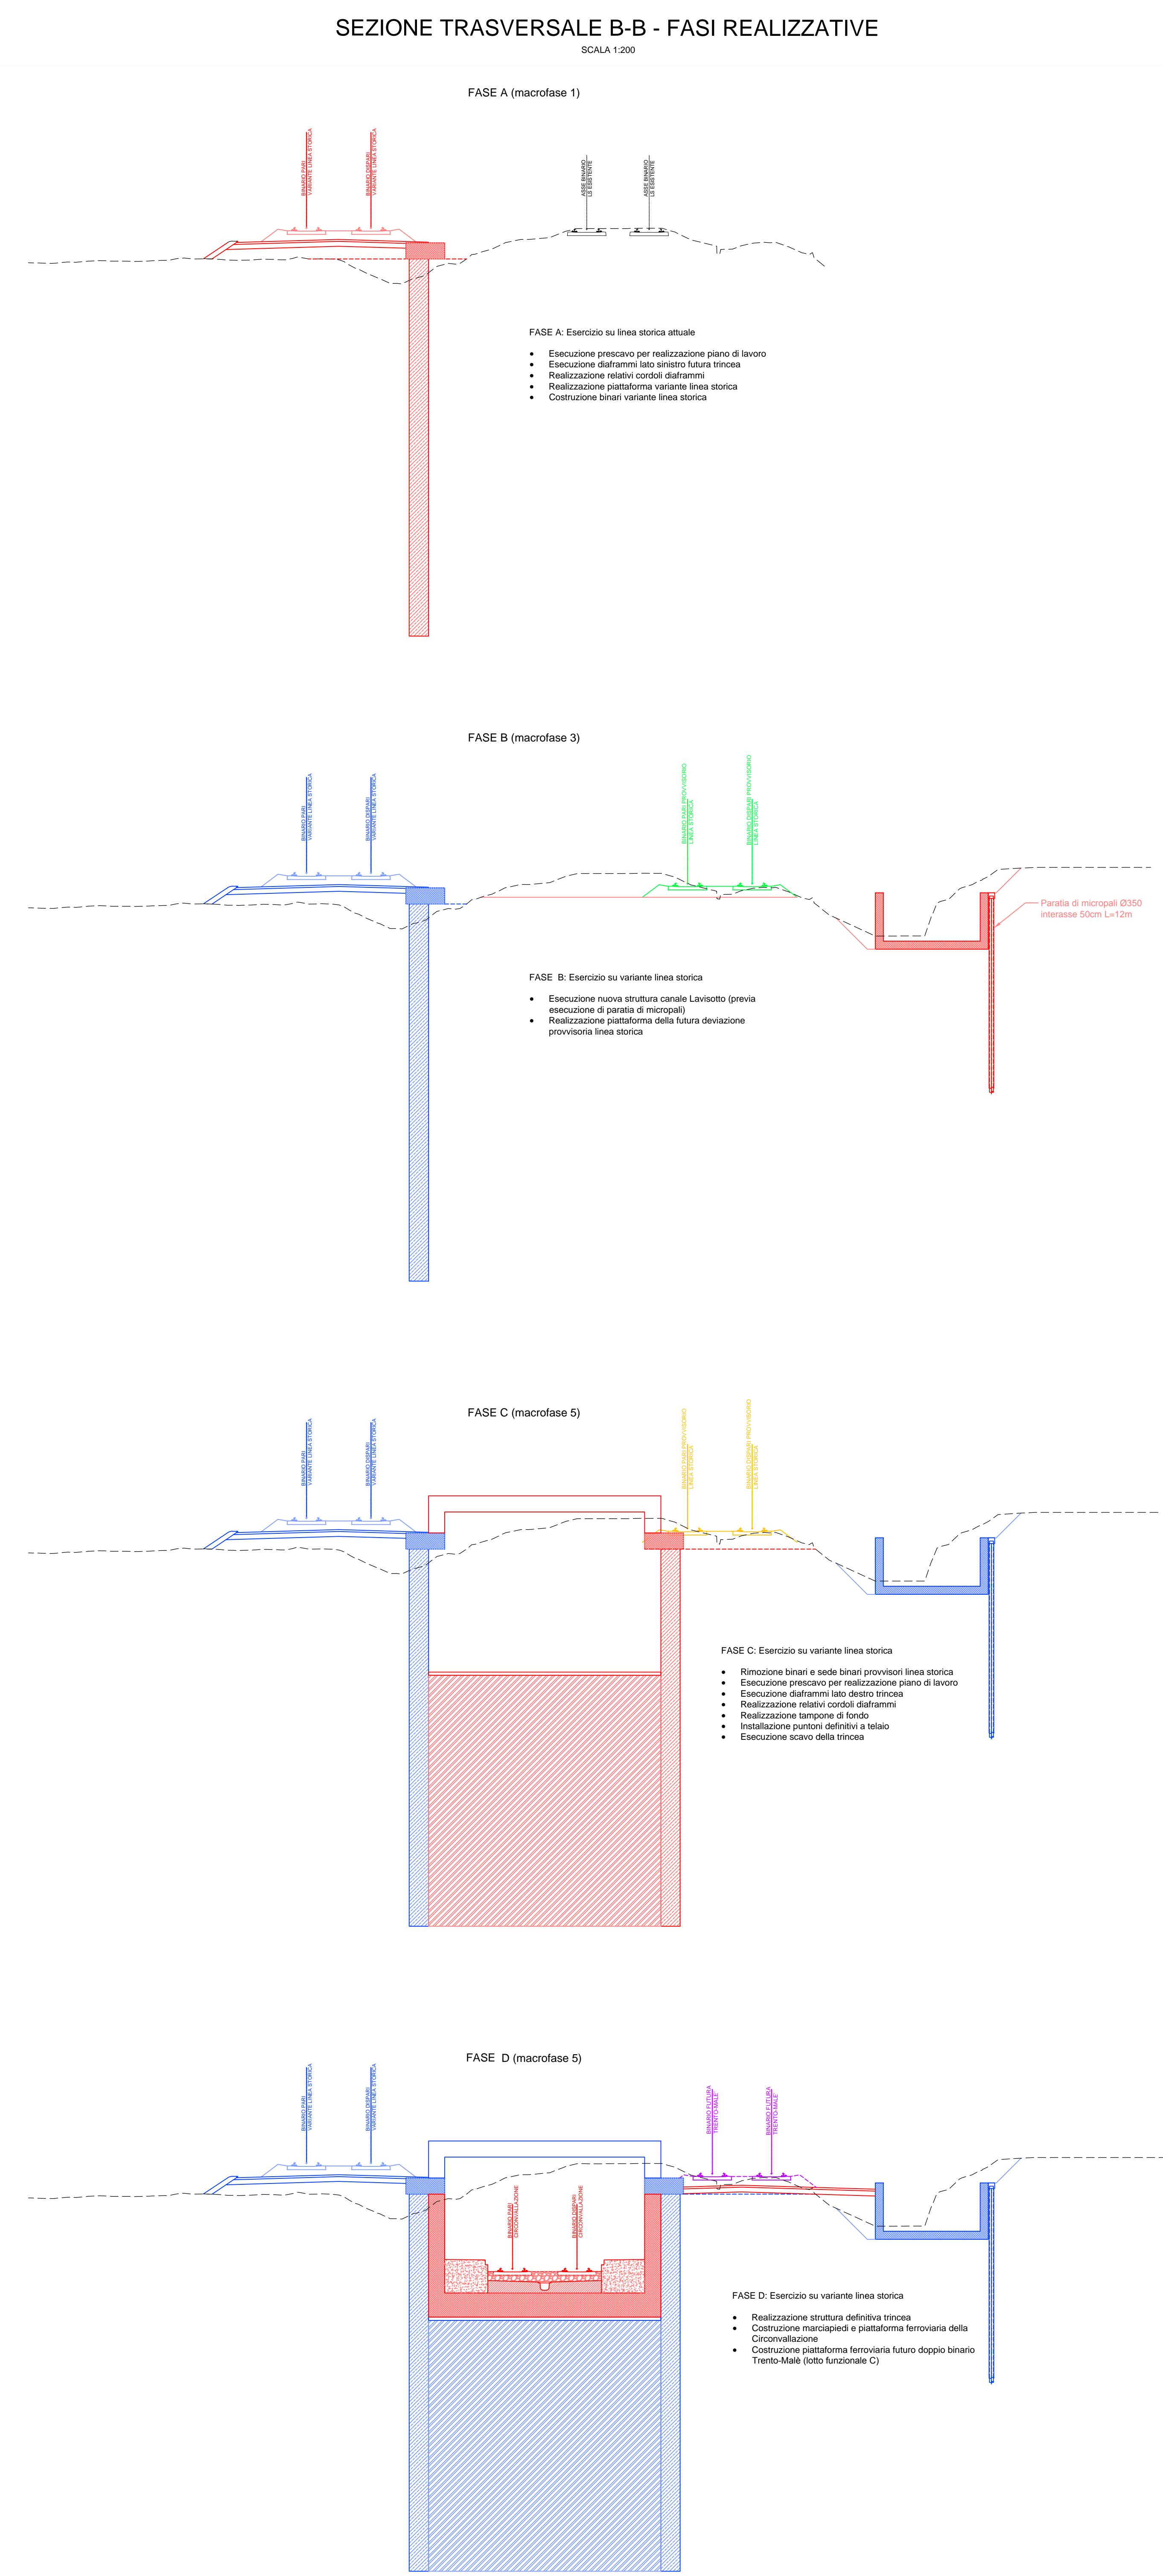 SEZIONE TRASVERSALE B-B - FASI REALIZZATIVE
SCALA 1:200
FASE A (macrofase 1)
BINARIO PARI
VARIANTE LINEA STORICA
BINARIO DISPARI
VARIANTE LINEA STORICA
ASSE BINARIO
LS ESISTENTE
ASSE BINARIO
LS ESISTENTE
FASE A: Esercizio su linea storica attuale
• Esecuzione prescavo per realizzazione piano di lavoro
• Esecuzione diaframmi lato sinistro futura trincea
• Realizzazione relativi cordoli diaframmi
• Realizzazione piattaforma variante linea storica
• Costruzione binari variante linea storica
FASE B (macrofase 3)
BINARIO PARI
VARIANTE LINEA STORICA
BINARIO DISPARI
VARIANTE LINEA STORICA
BINARIO PARI PROVVISORIO
LINEA STORICA
BINARIO DISPARI PROVVISORIO
LINEA STORICA
Paratia di micropali Ø350
interasse 50cm L=12m
FASE B: Esercizio su variante linea storica
• Esecuzione nuova struttura canale Lavisotto (previa
esecuzione di paratia di micropali)
• Realizzazione piattaforma della futura deviazione
provvisoria linea storica
FASE C (macrofase 5)
BINARIO PARI
VARIANTE LINEA STORICA
BINARIO DISPARI
VARIANTE LINEA STORICA
BINARIO PARI PROVVISORIO
LINEA STORICA
BINARIO DISPARI PROVVISORIO
LINEA STORICA
FASE C: Esercizio su variante linea storica
• Rimozione binari e sede binari provvisori linea storica
• Esecuzione prescavo per realizzazione piano di lavoro
• Esecuzione diaframmi lato destro trincea
• Realizzazione relativi cordoli diaframmi
• Realizzazione tampone di fondo
• Installazione puntoni definitivi a telaio
• Esecuzione scavo della trincea
FASE D (macrofase 5)
BINARIO PARI
VARIANTE LINEA STORICA
BINARIO DISPARI
VARIANTE LINEA STORICA
BINARIO FUTURA
TRENTO-MALE'
BINARIO FUTURA
TRENTO-MALE'
BINARIO PARI
CIRCONVALLAZIONE
BINARIO DISPARI
CIRCONVALLAZIONE
FASE D: Esercizio su variante linea storica
• Realizzazione struttura definitiva trincea
• Costruzione marciapiedi e piattaforma ferroviaria della
Circonvallazione
• Costruzione piattaforma ferroviaria futuro doppio binario
Trento-Malè (lotto funzionale C)